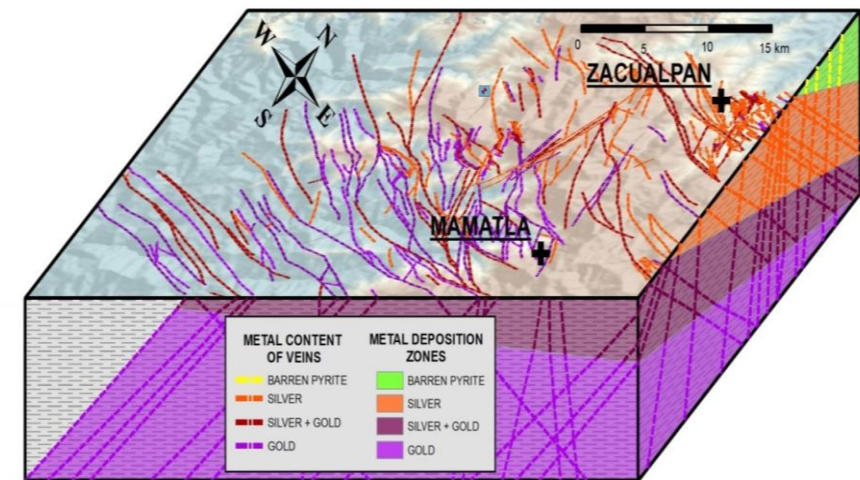 W
N
S
E
0
5
10
15 km
ZACUALPAN
MAMATLA
METAL CONTENT
OF VEINS
BARREN PYRITE
SILVER
SILVER + GOLD
GOLD
METAL DEPOSITION
ZONES
BARREN PYRITE
SILVER
SILVER + GOLD
GOLD